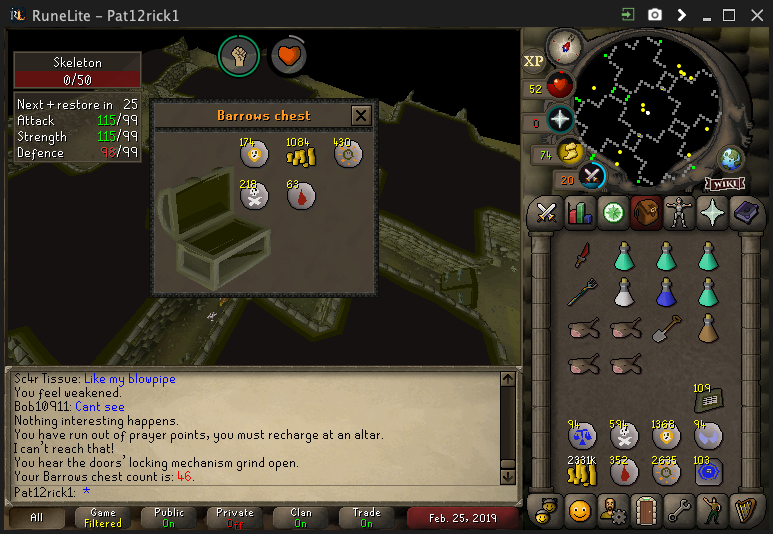 RuneLite - Pat12rick1
Skeleton
0/50
Next + restore in 25
Attack 115/99
Strength 115/99
Defence 98/99
Barrows chest
174
1084
430
218
63
XP
52
0
74
20
WIKI
109
94
594
1368
94
2331K
352
2635
103
Sc4r Tissue: Like my blowpipe
You feel weakened.
Bob10911: Cant see
Nothing interesting happens.
You have run out of prayer points, you must recharge at an altar.
I can't reach that!
You hear the doors' locking mechanism grind open.
Your Barrows chest count is: 46.
Pat12rick1: *
All
Game
Filtered
Public
On
Private
Off
Clan
On
Trade
On
Feb. 25, 2019